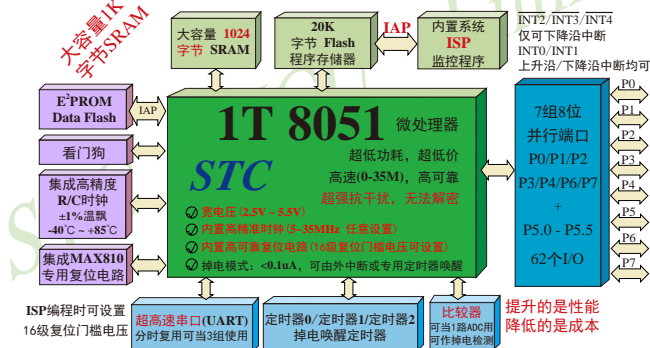 大容量1K
字节SRAM
大容量 1024
字节 SRAM
20K
字节 Flash
程序存储器
IAP
内置系统
ISP
监控程序
INT2/INT3/INT4
仅可下降沿中断
INT0/INT1
上升沿/下降沿中断均可
E²PROM
Data Flash
IAP
看门狗
集成高精度
R/C时钟
±1%温飘
-40℃ ~ +85℃
集成MAX810
专用复位电路
1T 8051 微处理器
STC
超低功耗，超低价
高速(0-35M)，高可靠
超强抗干扰，无法解密
宽电压(2.5V ~ 5.5V)
内置高精准时钟(5~35MHz 任意设置)
内置高可靠复位电路(16级复位门槛电压可设置)
掉电模式：<0.1uA，可由外中断或专用定时器唤醒
7组8位
并行端口
P0/P1/P2
P3/P4/P6/P7
+
P5.0 - P5.5
62个I/O
P0
P1
P2
P3
P4
P5
P6
P7
ISP编程时可设置
16级复位门槛电压
超高速串口(UART)
分时复用可当3组使用
定时器0/定时器1/定时器2
掉电唤醒定时器
比较器
可当1路ADC用
可作掉电检测
提升的是性能
降低的是成本